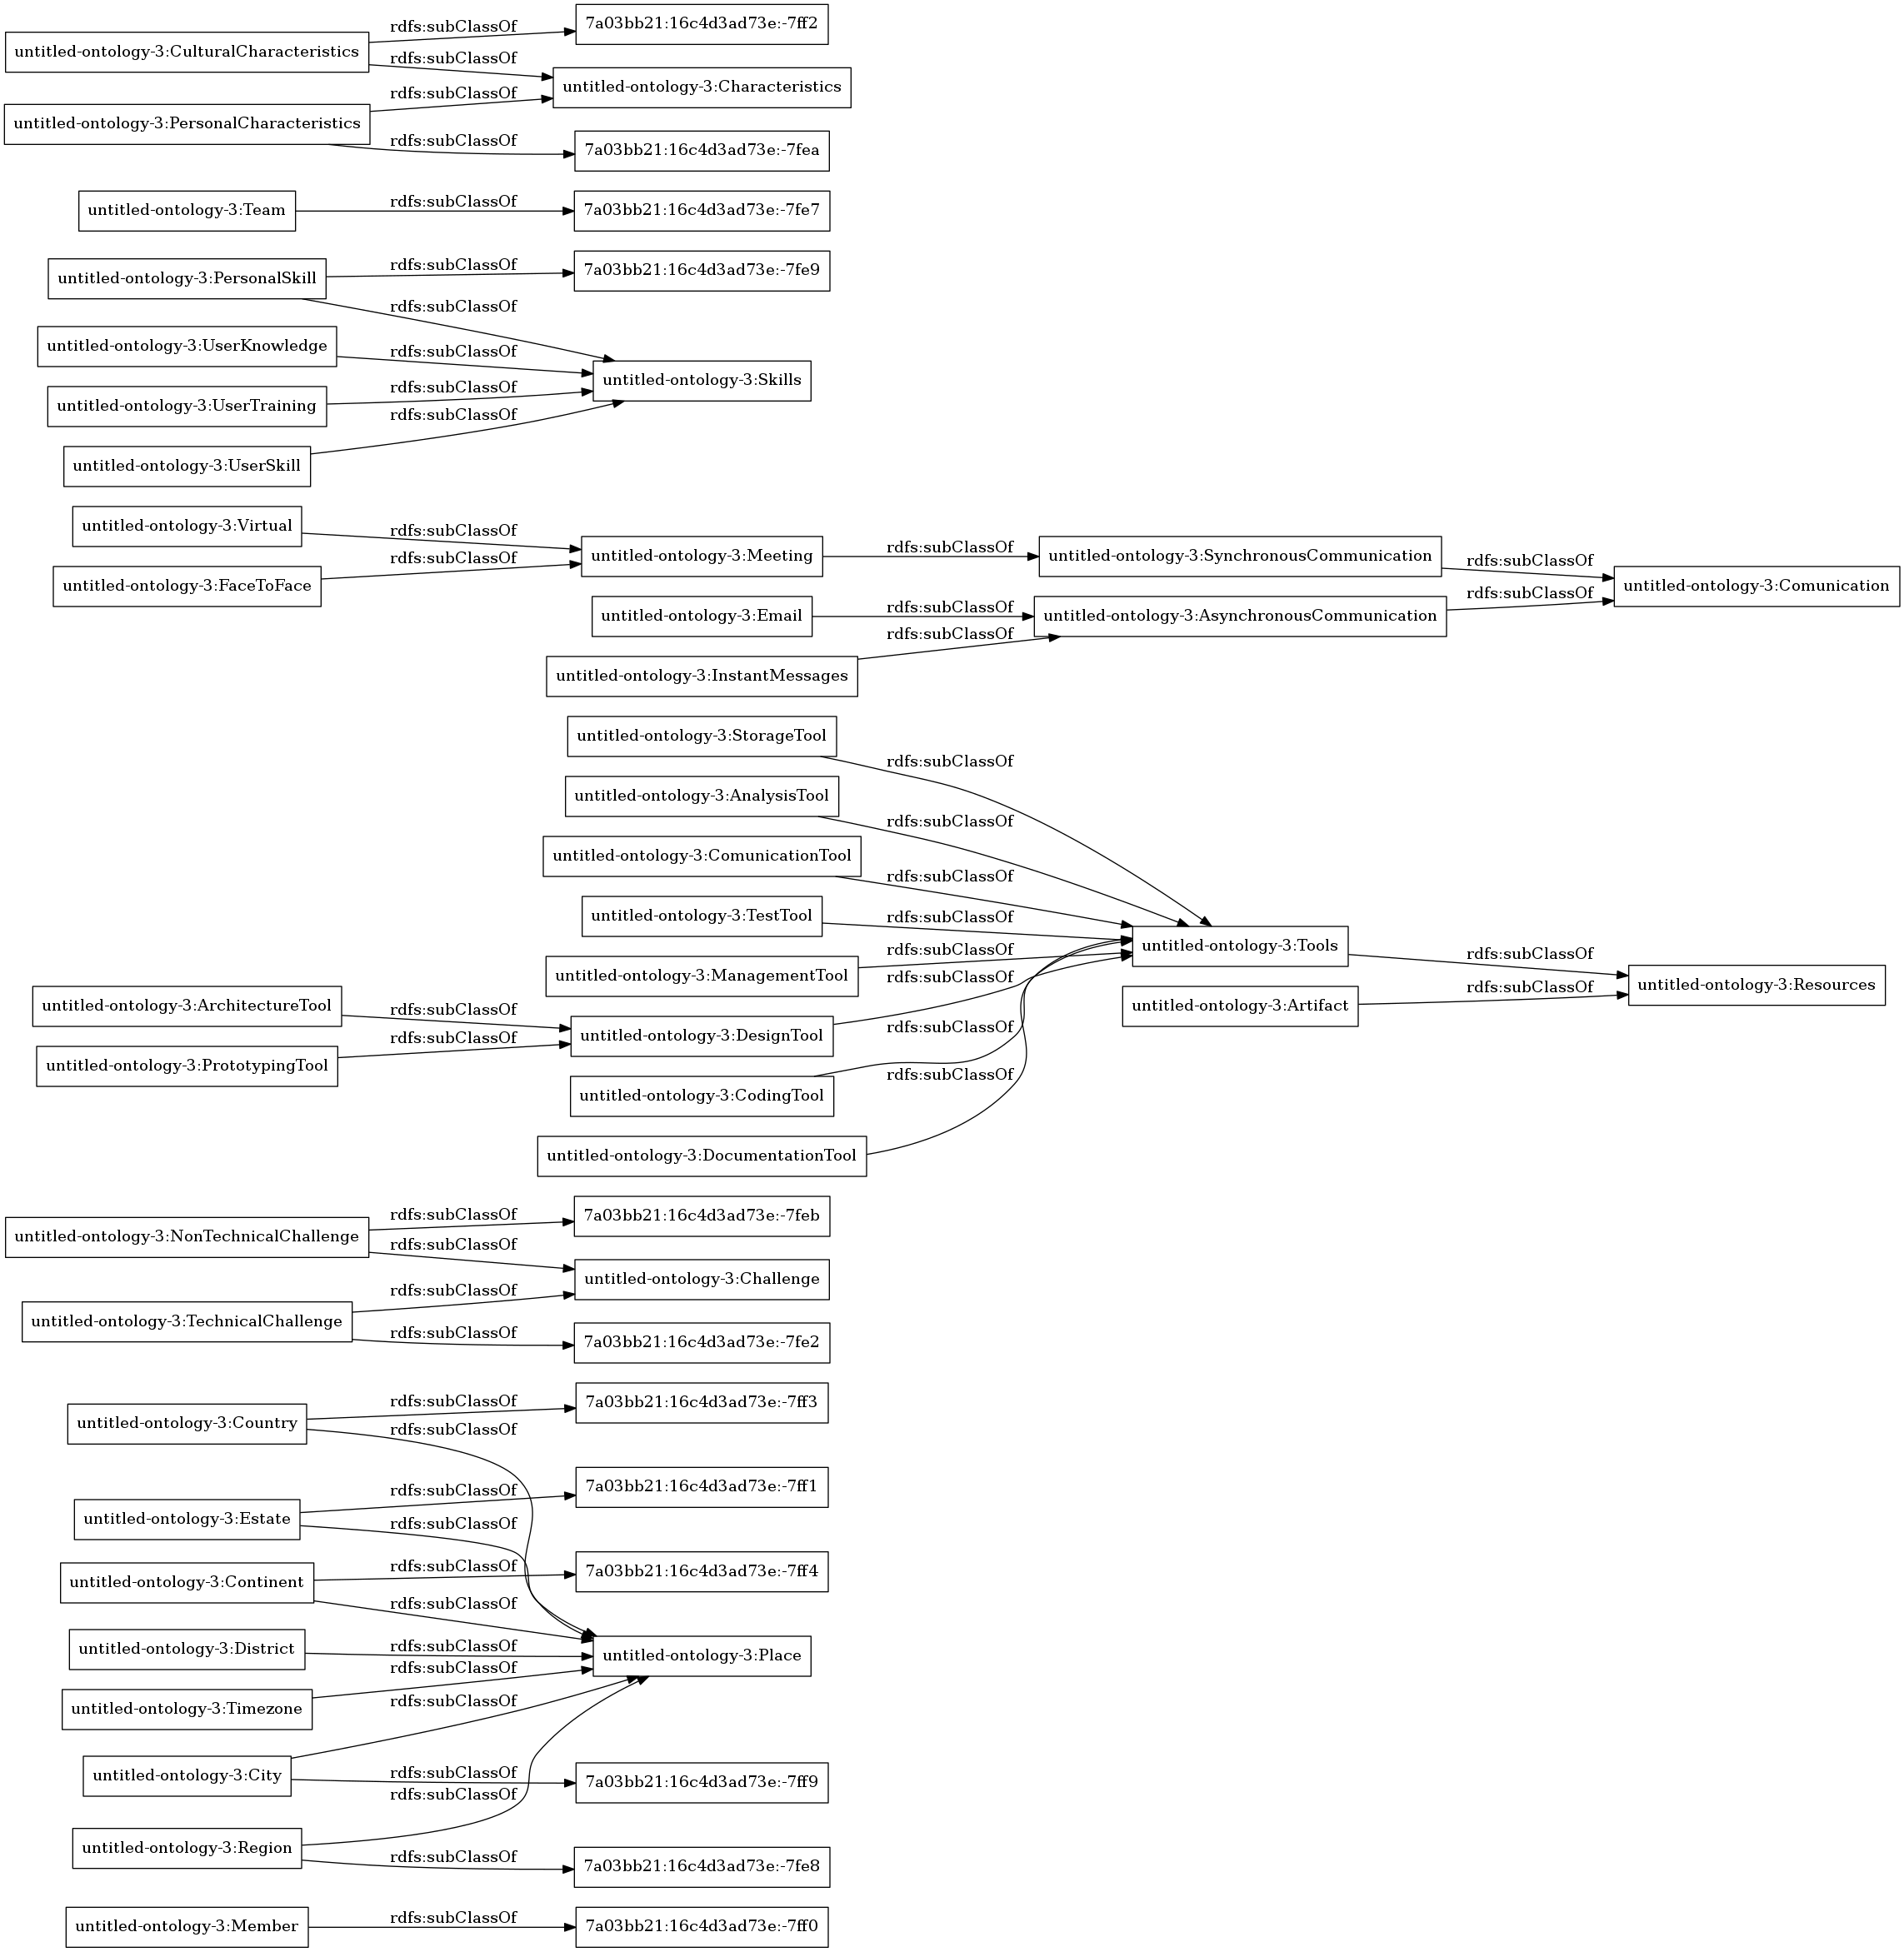 7a03bb21:16c4d3ad73e:-7ff2
rdfs:subClassOf
untitled-ontology-3:CulturalCharacteristics
rdfs:subClassOf
untitled-ontology-3:Characteristics
rdfs:subClassOf
untitled-ontology-3:PersonalCharacteristics
rdfs:subClassOf
7a03bb21:16c4d3ad73e:-7fea
untitled-ontology-3:Team
rdfs:subClassOf
7a03bb21:16c4d3ad73e:-7fe7
untitled-ontology-3:PersonalSkill
rdfs:subClassOf
7a03bb21:16c4d3ad73e:-7fe9
rdfs:subClassOf
untitled-ontology-3:UserKnowledge
rdfs:subClassOf
untitled-ontology-3:Skills
untitled-ontology-3:UserTraining
rdfs:subClassOf
rdfs:subClassOf
untitled-ontology-3:UserSkill
untitled-ontology-3:Virtual
rdfs:subClassOf
untitled-ontology-3:Meeting
rdfs:subClassOf
untitled-ontology-3:SynchronousCommunication
rdfs:subClassOf
untitled-ontology-3:FaceToFace
rdfs:subClassOf
untitled-ontology-3:Comunication
untitled-ontology-3:Email
rdfs:subClassOf
untitled-ontology-3:AsynchronousCommunication
rdfs:subClassOf
rdfs:subClassOf
untitled-ontology-3:InstantMessages
untitled-ontology-3:StorageTool
rdfs:subClassOf
untitled-ontology-3:AnalysisTool
rdfs:subClassOf
untitled-ontology-3:ComunicationTool
rdfs:subClassOf
untitled-ontology-3:TestTool
rdfs:subClassOf
untitled-ontology-3:Tools
rdfs:subClassOf
untitled-ontology-3:ManagementTool
rdfs:subClassOf
rdfs:subClassOf
untitled-ontology-3:Resources
untitled-ontology-3:Artifact
rdfs:subClassOf
untitled-ontology-3:ArchitectureTool
rdfs:subClassOf
untitled-ontology-3:DesignTool
rdfs:subClassOf
untitled-ontology-3:PrototypingTool
rdfs:subClassOf
untitled-ontology-3:CodingTool
rdfs:subClassOf
untitled-ontology-3:DocumentationTool
rdfs:subClassOf
7a03bb21:16c4d3ad73e:-7feb
untitled-ontology-3:NonTechnicalChallenge
rdfs:subClassOf
untitled-ontology-3:Challenge
rdfs:subClassOf
untitled-ontology-3:TechnicalChallenge
rdfs:subClassOf
7a03bb21:16c4d3ad73e:-7fe2
rdfs:subClassOf
7a03bb21:16c4d3ad73e:-7ff3
untitled-ontology-3:Country
rdfs:subClassOf
rdfs:subClassOf
7a03bb21:16c4d3ad73e:-7ff1
untitled-ontology-3:Estate
rdfs:subClassOf
rdfs:subClassOf
7a03bb21:16c4d3ad73e:-7ff4
untitled-ontology-3:Continent
rdfs:subClassOf
untitled-ontology-3:District
rdfs:subClassOf
untitled-ontology-3:Place
rdfs:subClassOf
untitled-ontology-3:Timezone
rdfs:subClassOf
untitled-ontology-3:City
rdfs:subClassOf
7a03bb21:16c4d3ad73e:-7ff9
rdfs:subClassOf
untitled-ontology-3:Region
rdfs:subClassOf
7a03bb21:16c4d3ad73e:-7fe8
untitled-ontology-3:Member
rdfs:subClassOf
7a03bb21:16c4d3ad73e:-7ff0